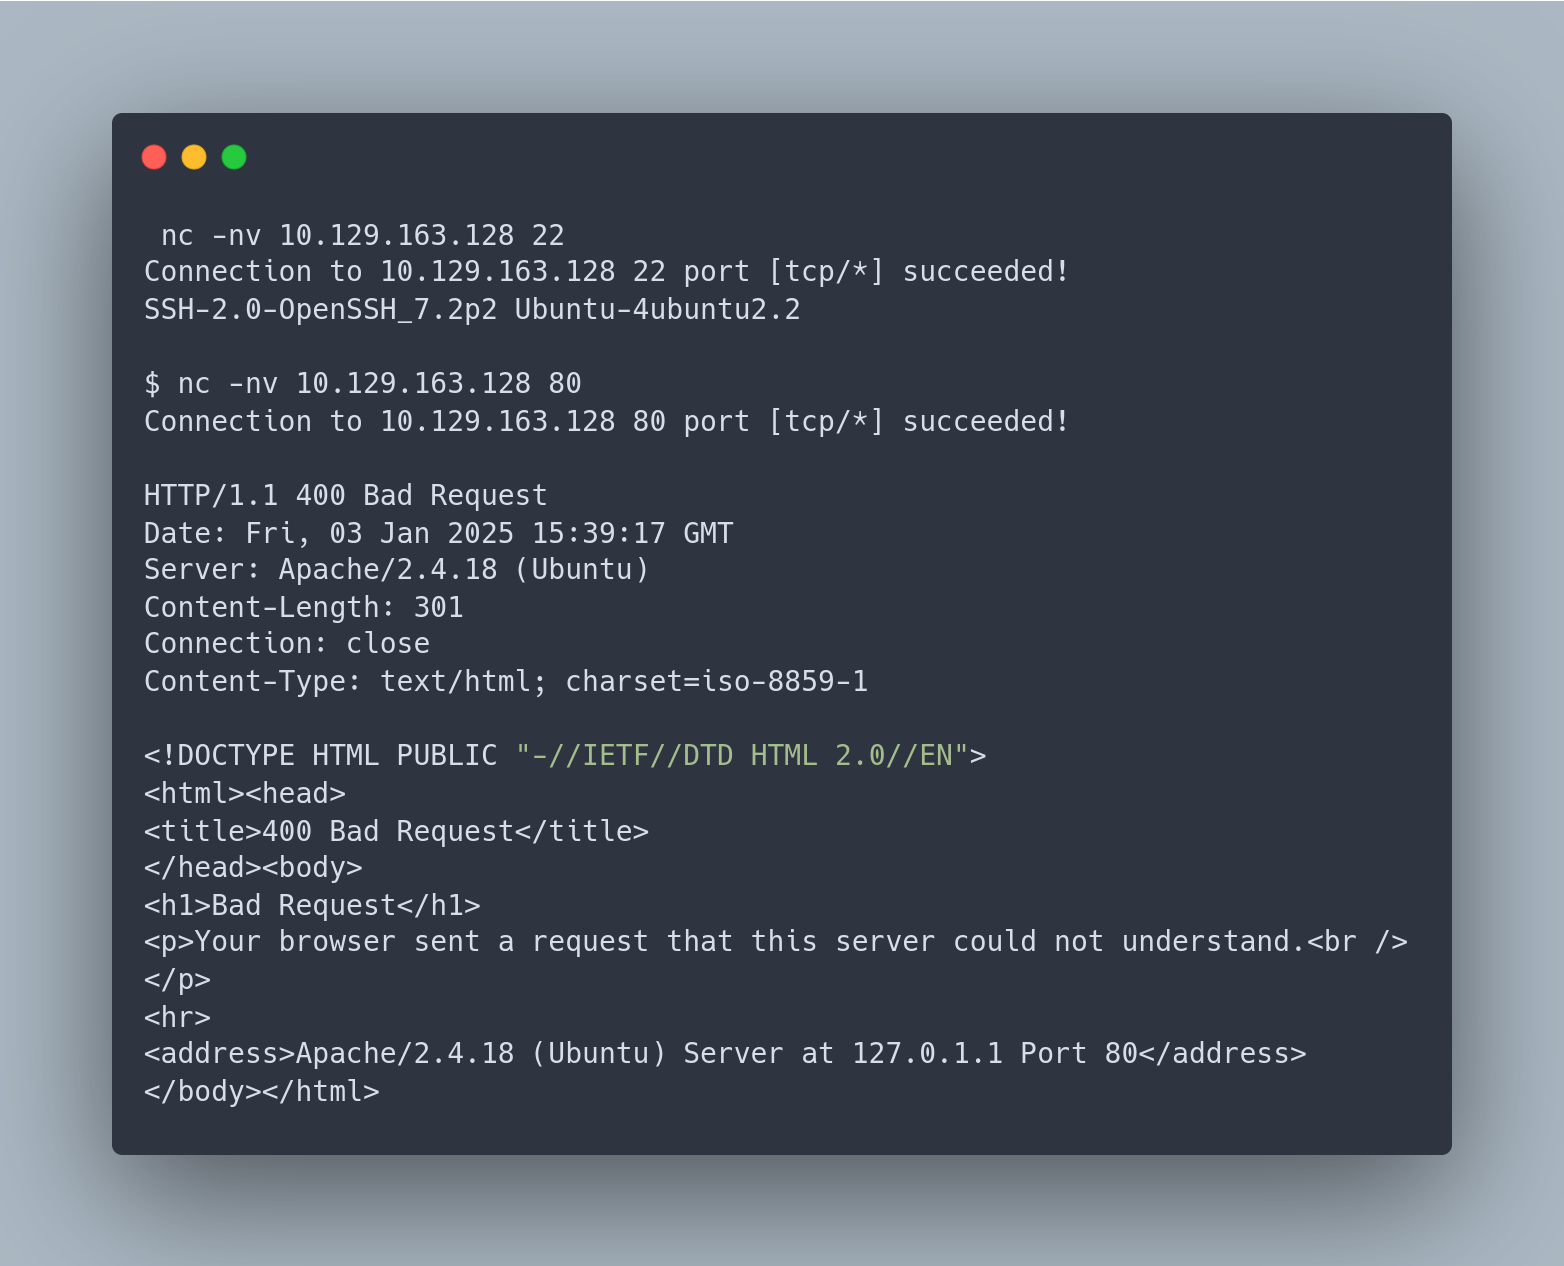 nc -nv 10.129.163.128 22
Connection to 10.129.163.128 22 port [tcp/*] succeeded!
SSH-2.0-OpenSSH_7.2p2 Ubuntu-4ubuntu2.2

$ nc -nv 10.129.163.128 80
Connection to 10.129.163.128 80 port [tcp/*] succeeded!

HTTP/1.1 400 Bad Request
Date: Fri, 03 Jan 2025 15:39:17 GMT
Server: Apache/2.4.18 (Ubuntu)
Content-Length: 301
Connection: close
Content-Type: text/html; charset=iso-8859-1

<!DOCTYPE HTML PUBLIC "-//IETF//DTD HTML 2.0//EN">
<html><head>
<title>400 Bad Request</title>
</head><body>
<h1>Bad Request</h1>
<p>Your browser sent a request that this server could not understand.<br />
</p>
<hr>
<address>Apache/2.4.18 (Ubuntu) Server at 127.0.1.1 Port 80</address>
</body></html>